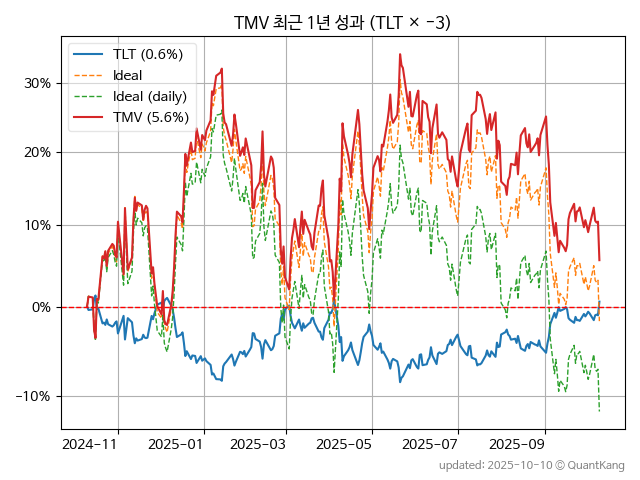 TMV 최근 1년 성과 (TLT × −3)
TLT (0.6%)
Ideal
Ideal (daily)
TMV (5.6%)
30%
20%
10%
0%
−10%
2024−11
2025−01
2025−03
2025−05
2025−07
2025−09
updated: 2025-10-10 © QuantKang